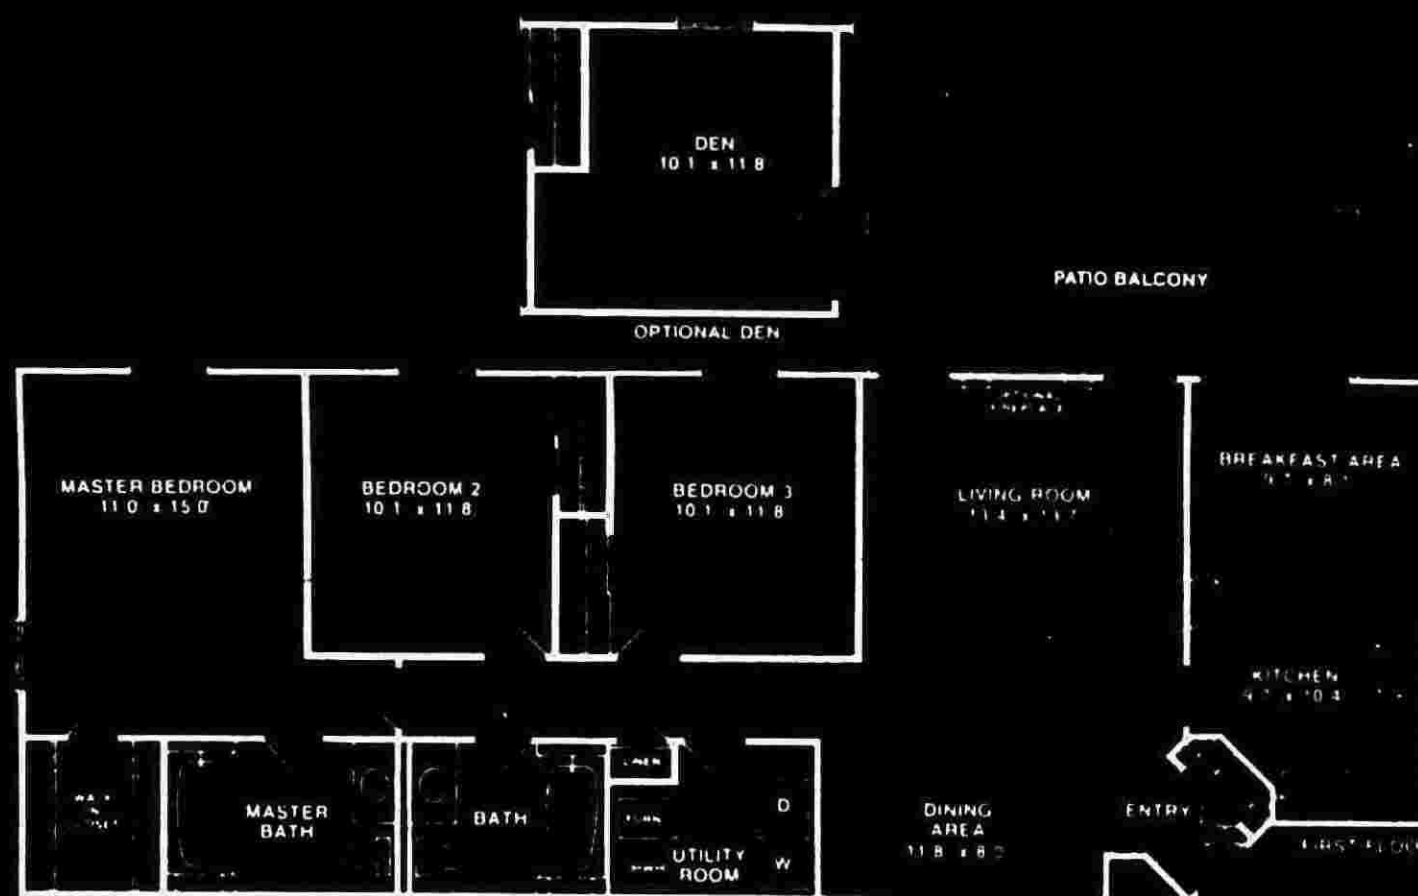 DEN
10.1 x 11.8
PATIO BALCONY
OPTIONAL DEN
MASTER BEDROOM
11.0 x 15.0
BEDROOM 2
10.1 x 11.8
BEDROOM 3
10.1 x 11.8
LIVING ROOM
BREAKFAST AREA
KITCHEN
MASTER
BATH
BATH
LINEN
D
W
UTILITY
ROOM
DINING
AREA
ENTRY